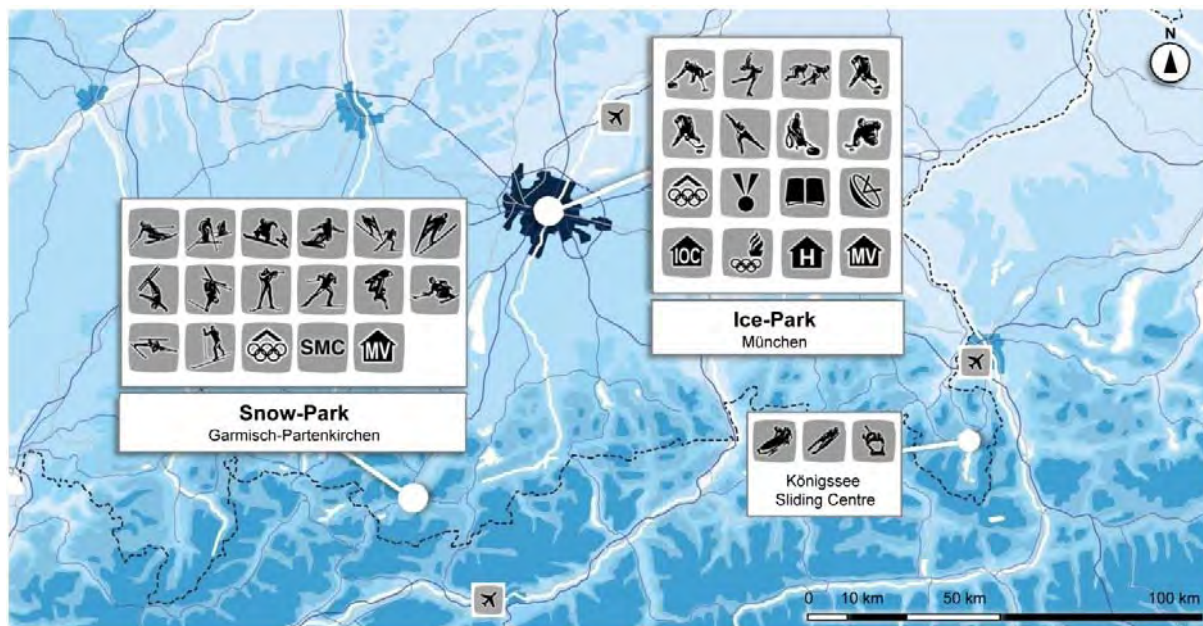 N
IOC
H
MV
Ice-Park
München
SMC
MV
Snow-Park
Garmisch-Partenkirchen
Königssee
Sliding Centre
0 10 km 50 km 100 km